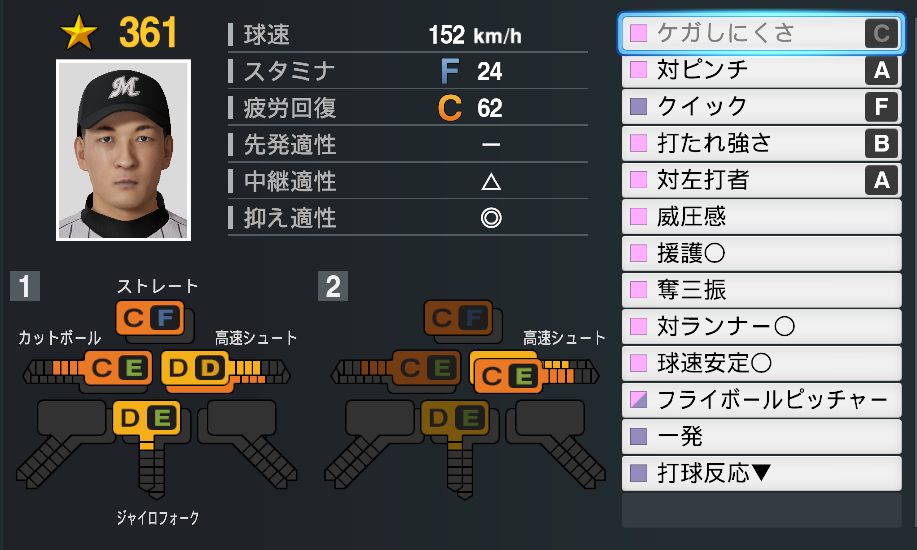 ★ 361
球速 152 km/h
スタミナ F 24
疲労回復 C 62
先発適性 ー
中継適性 △
抑え適性 ◎
M
ケガしにくさ C
対ピンチ A
クイック F
打たれ強さ B
対左打者 A
威圧感
援護○
奪三振
対ランナー○
球速安定○
フライボールピッチャー
一発
打球反応▼
1
ストレート
C F
カットボール
C E
高速シュート
D D
D E
ジャイロフォーク
2
C F
高速シュート
C E
C E
D E